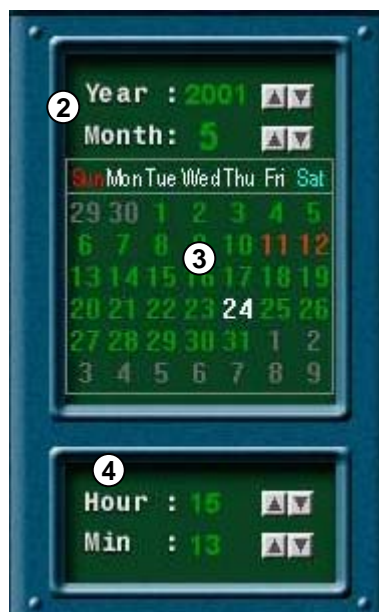 Year : 2001
② Month: 5
Sun Mon Tue Wed Thu Fri Sat
29 30 1 2 3 4 5
6 7 8 9 10 11 12
③
13 14 15 16 17 18 19
20 21 22 23 24 25 26
27 28 29 30 31 1 2
3 4 5 6 7 8 9
④
Hour : 15
Min : 13